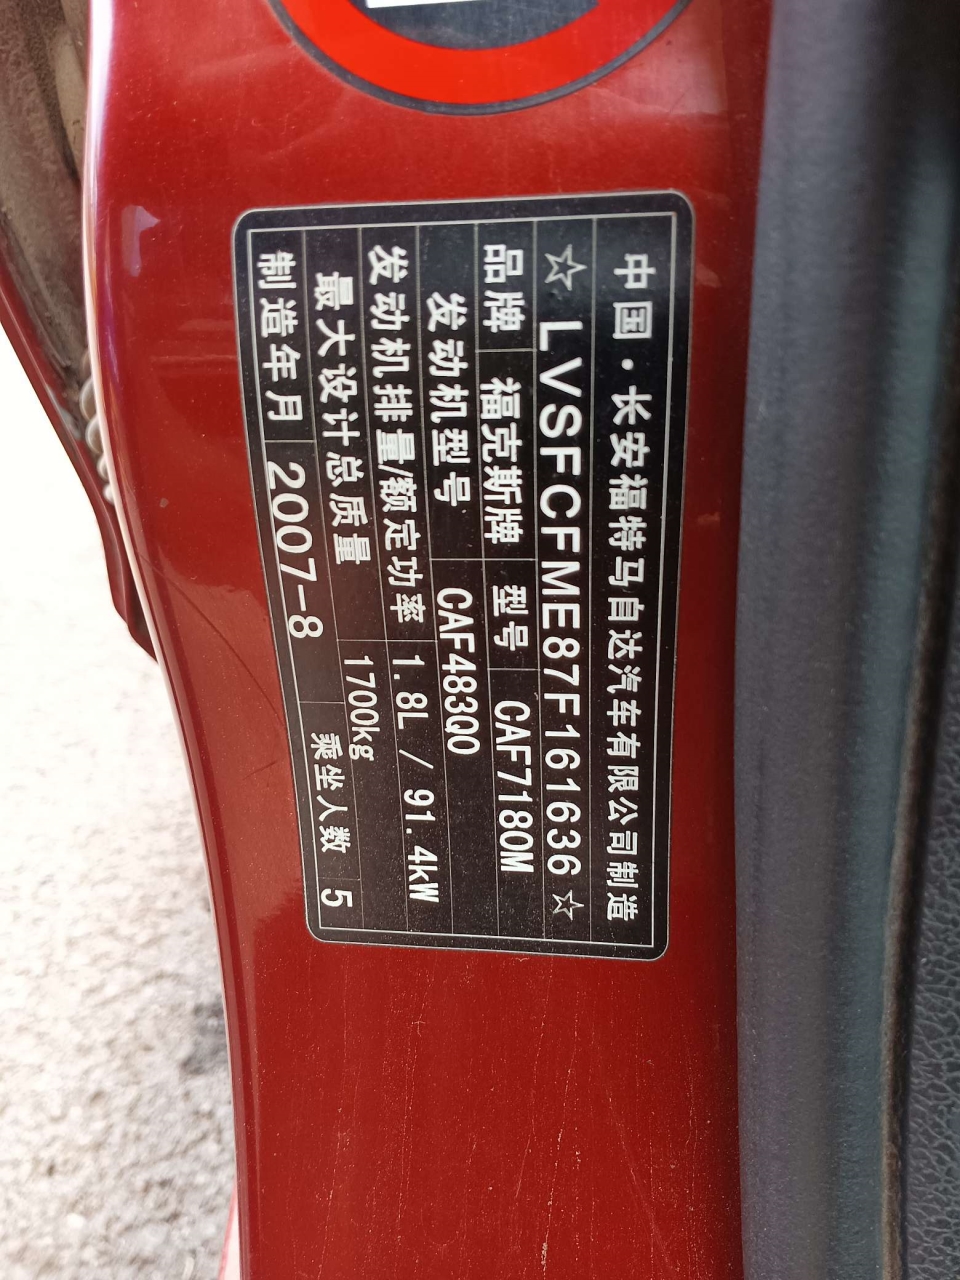 中国·长安福特马自达汽车有限公司制造
☆LVSFCFME87F161636☆
品牌 福克斯牌 型号 CAF7180M
发动机型号 CAF483Q0
发动机排量/额定功率 1.8L / 91.4kW
最大设计总质量 1700kg
制造年月 2007-8 乘坐人数 5